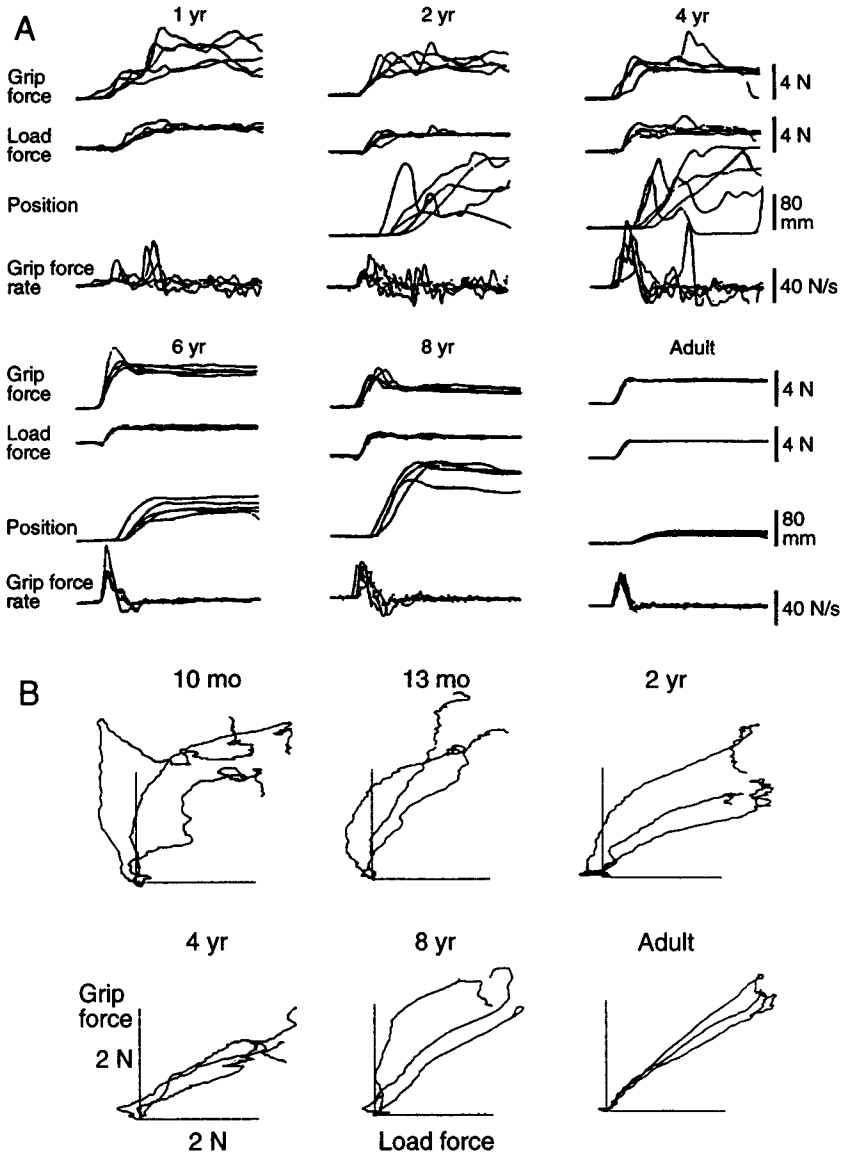 A
1 yr
2 yr
4 yr
Grip
force
4 N
Load
force
4 N
Position
80
mm
Grip force
rate
40 N/s
6 yr
8 yr
Adult
Grip
force
4 N
Load
force
4 N
Position
80
mm
Grip force
rate
40 N/s
B
10 mo
13 mo
2 yr
4 yr
8 yr
Adult
Grip
force
2 N
2 N
Load force